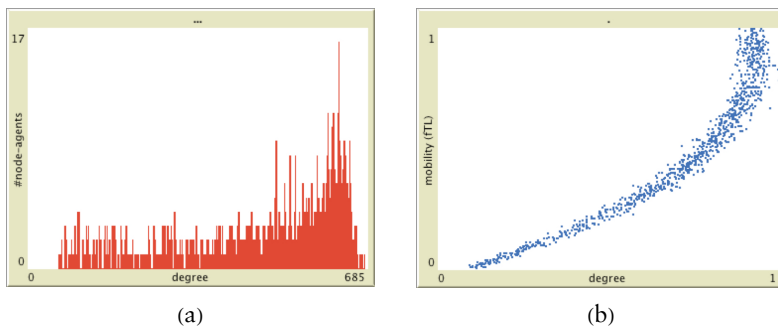 ...
17
#node-agents
0
0 degree 685
(a)
.
1
mobility (fTL)
0
0 degree 1
(b)